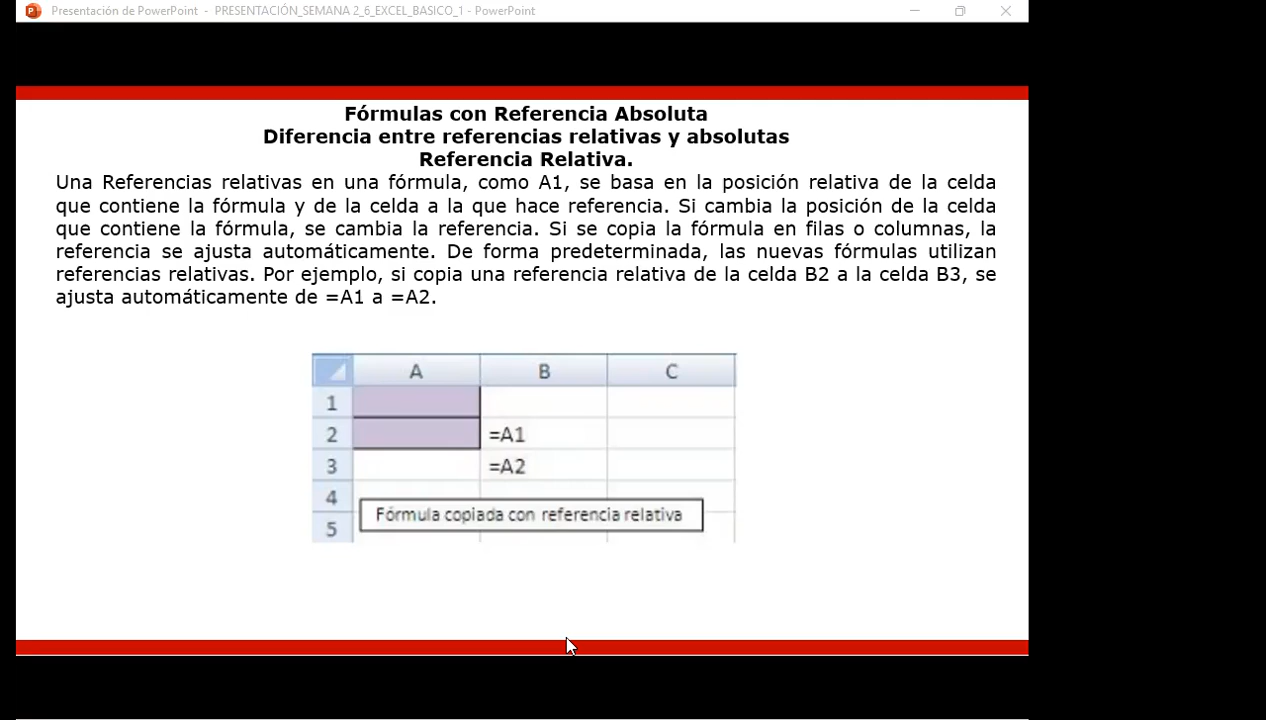 Presentación de PowerPoint - PRESENTACIÓN_SEMANA 2_6_EXCEL_BASICO_1 - PowerPoint
Fórmulas con Referencia Absoluta
Diferencia entre referencias relativas y absolutas
Referencia Relativa.
Una Referencias relativas en una fórmula, como A1, se basa en la posición relativa de la celda
que contiene la fórmula y de la celda a la que hace referencia. Si cambia la posición de la celda
que contiene la fórmula, se cambia la referencia. Si se copia la fórmula en filas o columnas, la
referencia se ajusta automáticamente. De forma predeterminada, las nuevas fórmulas utilizan
referencias relativas. Por ejemplo, si copia una referencia relativa de la celda B2 a la celda B3, se
ajusta automáticamente de =A1 a =A2.
A B C
1
2 =A1
3 =A2
4
Fórmula copiada con referencia relativa
5